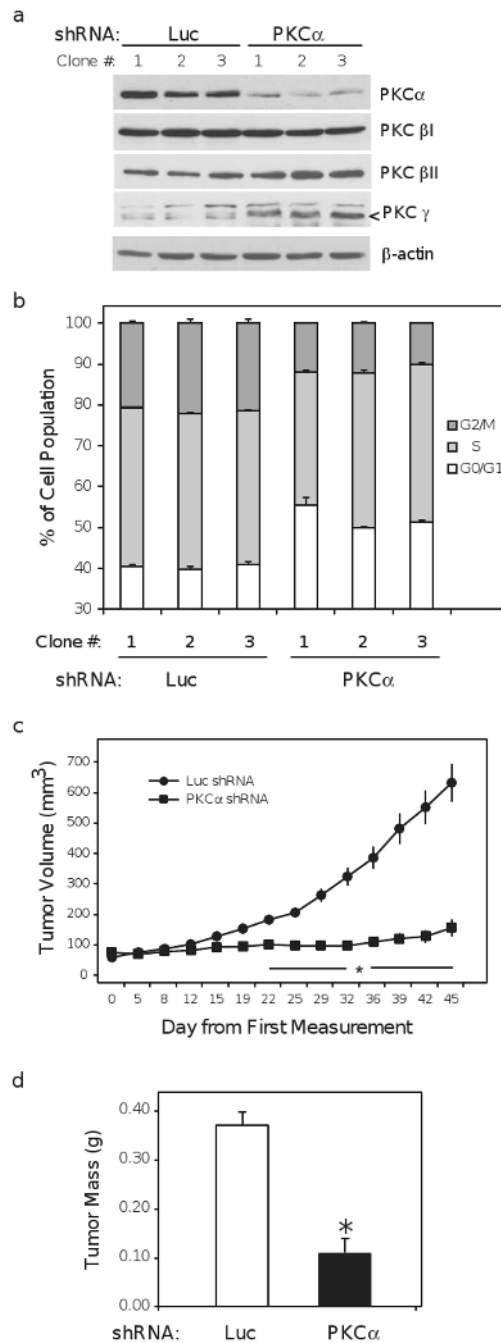 a
shRNA: Luc PKCα
Clone #: 1 2 3 1 2 3
PKCα
PKC βI
PKC βII
PKC γ
β-actin
b
100
90
80
70
60
50
40
30
% of Cell Population
G2/M
S
G0/G1
Clone #: 1 2 3 1 2 3
shRNA: Luc PKCα
c
700
600
500
400
300
200
100
0
Tumor Volume (mm³)
Luc shRNA
PKCα shRNA
*
0 5 8 12 15 19 22 25 29 32 36 39 42 45
Day from First Measurement
d
0.40
0.30
0.20
0.10
0.00
Tumor Mass (g)
*
shRNA: Luc PKCα